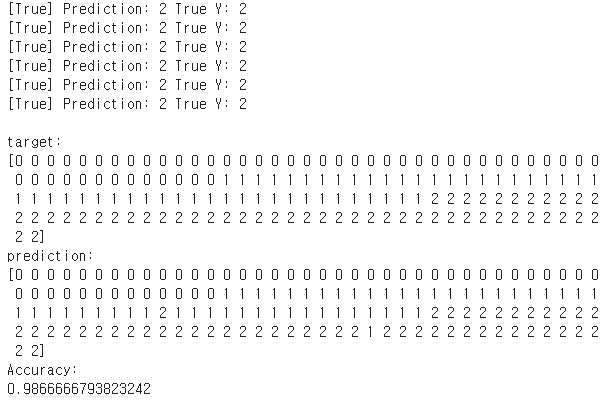 [True] Prediction: 2 True Y: 2
[True] Prediction: 2 True Y: 2
[True] Prediction: 2 True Y: 2
[True] Prediction: 2 True Y: 2
[True] Prediction: 2 True Y: 2
[True] Prediction: 2 True Y: 2
target:
[0 0 0 0 0 0 0 0 0 0 0 0 0 0 0 0 0 0 0 0 0 0 0 0 0 0 0 0 0 0 0 0 0 0 0 0 0
0 0 0 0 0 0 0 0 0 0 0 0 0 1 1 1 1 1 1 1 1 1 1 1 1 1 1 1 1 1 1 1 1 1 1 1 1
1 1 1 1 1 1 1 1 1 1 1 1 1 1 1 1 1 1 1 1 1 1 1 1 1 1 2 2 2 2 2 2 2 2 2 2 2
2 2 2 2 2 2 2 2 2 2 2 2 2 2 2 2 2 2 2 2 2 2 2 2 2 2 2 2 2 2 2 2 2 2 2 2 2
2 2]
prediction:
[0 0 0 0 0 0 0 0 0 0 0 0 0 0 0 0 0 0 0 0 0 0 0 0 0 0 0 0 0 0 0 0 0 0 0 0 0
0 0 0 0 0 0 0 0 0 0 0 0 0 1 1 1 1 1 1 1 1 1 1 1 1 1 1 1 1 1 1 1 1 1 1 1 1
1 1 1 1 1 1 1 1 1 2 1 1 1 1 1 1 1 1 1 1 1 1 1 1 1 1 2 2 2 2 2 2 2 2 2 2 2
2 2 2 2 2 2 2 2 2 2 2 2 2 2 2 2 2 2 2 2 2 2 1 2 2 2 2 2 2 2 2 2 2 2 2 2 2
2 2]
Accuracy:
0.9866666793823242